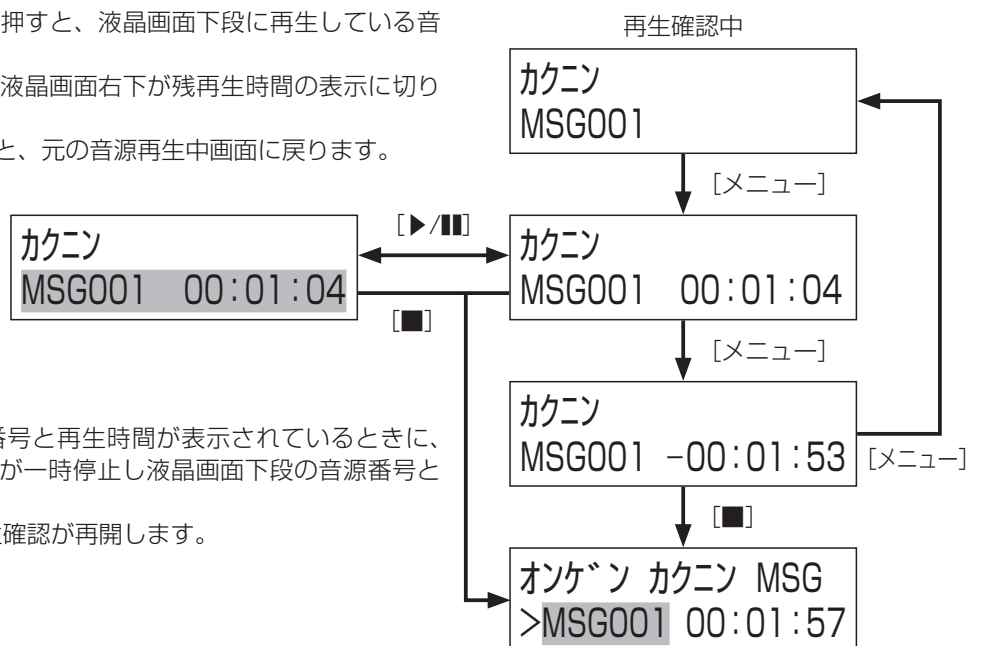 押すと、液晶画面下段に再生している音
液晶画面右下が残再生時間の表示に切り
と、元の音源再生中画面に戻ります。
再生確認中
カクニン
MSG001
[メニュー]
カクニン
MSG001 00:01:04
[▶/▮▮]
カクニン
MSG001 00:01:04
[■]
[メニュー]
カクニン
MSG001 -00:01:53
[メニュー]
番号と再生時間が表示されているときに、
が一時停止し液晶画面下段の音源番号と
確認が再開します。
[■]
オンゲン カクニン MSG
>MSG001 00:01:57